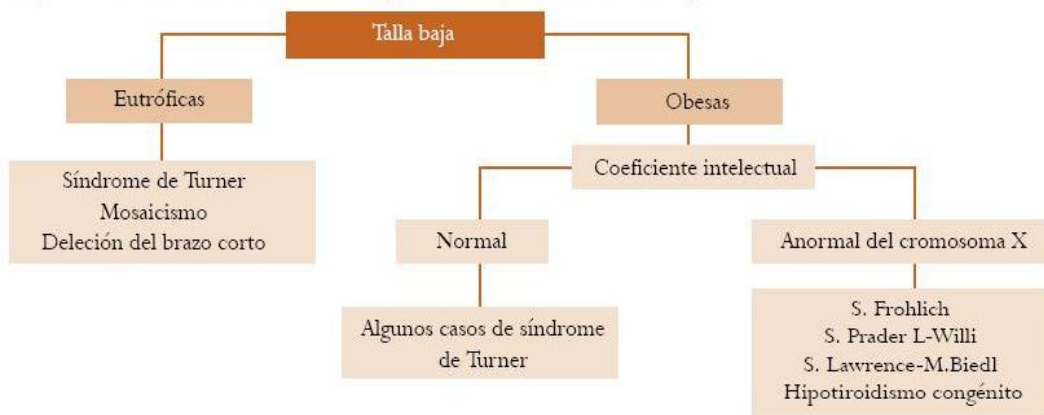 Talla baja
Eutróficas
Obesas
Síndrome de Turner
Mosaicismo
Deleción del brazo corto
Coeficiente intelectual
Normal
Anormal del cromosoma X
Algunos casos de síndrome
de Turner
S. Frohlich
S. Prader L-Willi
S. Lawrence-M.Biedl
Hipotiroidismo congénito